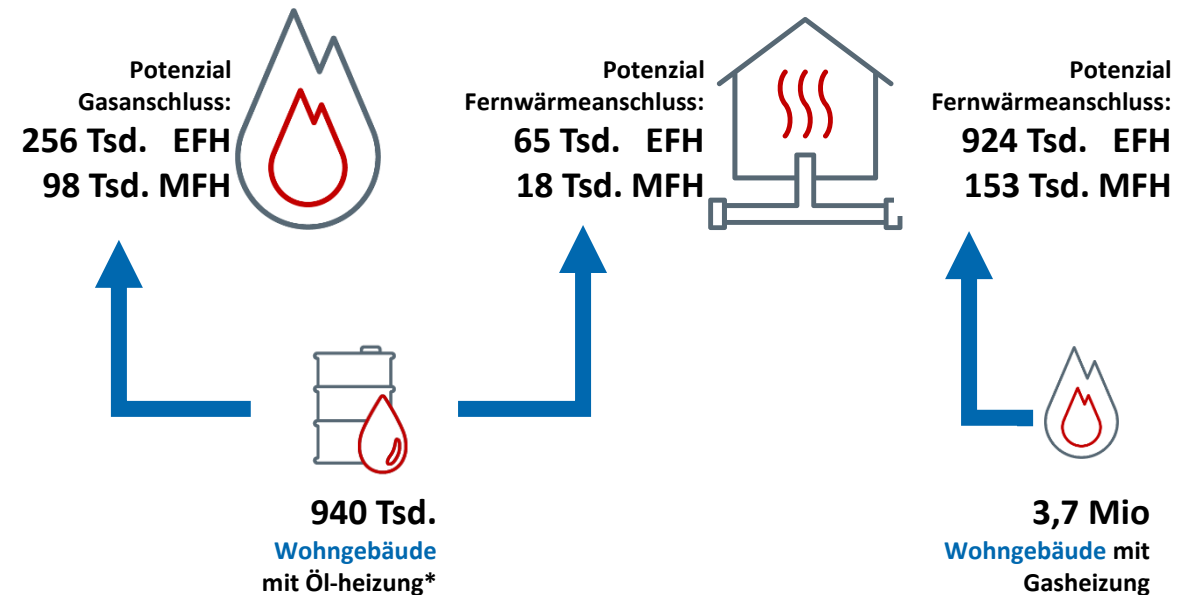 Potenzial
Gasanschluss:
256 Tsd. EFH
98 Tsd. MFH
Potenzial
Fernwärmeanschluss:
65 Tsd. EFH
18 Tsd. MFH
Potenzial
Fernwärmeanschluss:
924 Tsd. EFH
153 Tsd. MFH
940 Tsd.
Wohngebäude
mit Öl-heizung*
3,7 Mio
Wohngebäude mit
Gasheizung